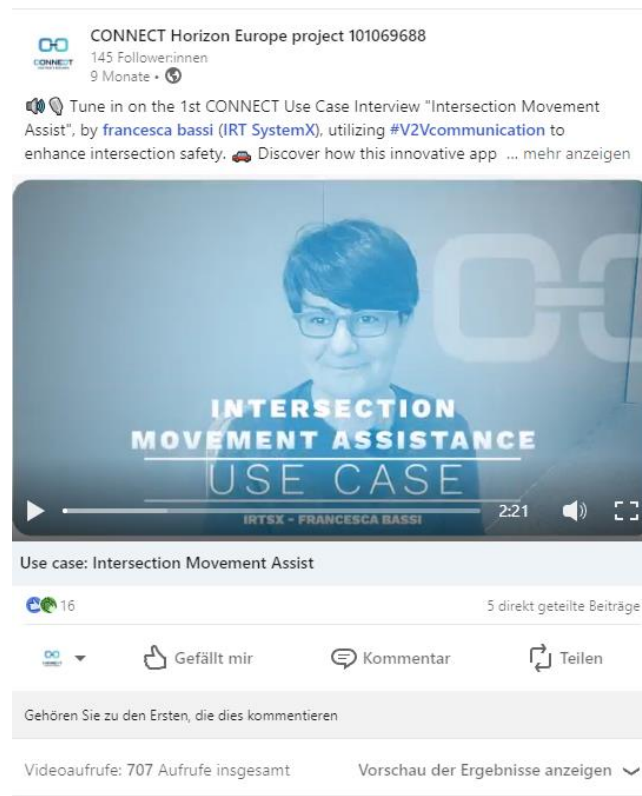 CONNECT Horizon Europe project 101069688
CONNECT
145 Follower:innen
9 Monate •
Tune in on the 1st CONNECT Use Case Interview "Intersection Movement
Assist", by francesca bassi (IRT SystemX), utilizing #V2Vcommunication to
enhance intersection safety. Discover how this innovative app ... mehr anzeigen
INTERSECTION
MOVEMENT ASSISTANCE
USE CASE
2:21
IRTSX - FRANCESCA BASSI
Use case: Intersection Movement Assist
16
5 direkt geteilte Beiträge
Gefällt mir
Kommentar
Teilen
Gehören Sie zu den Ersten, die dies kommentieren
Videoaufrufe: 707 Aufrufe insgesamt
Vorschau der Ergebnisse anzeigen